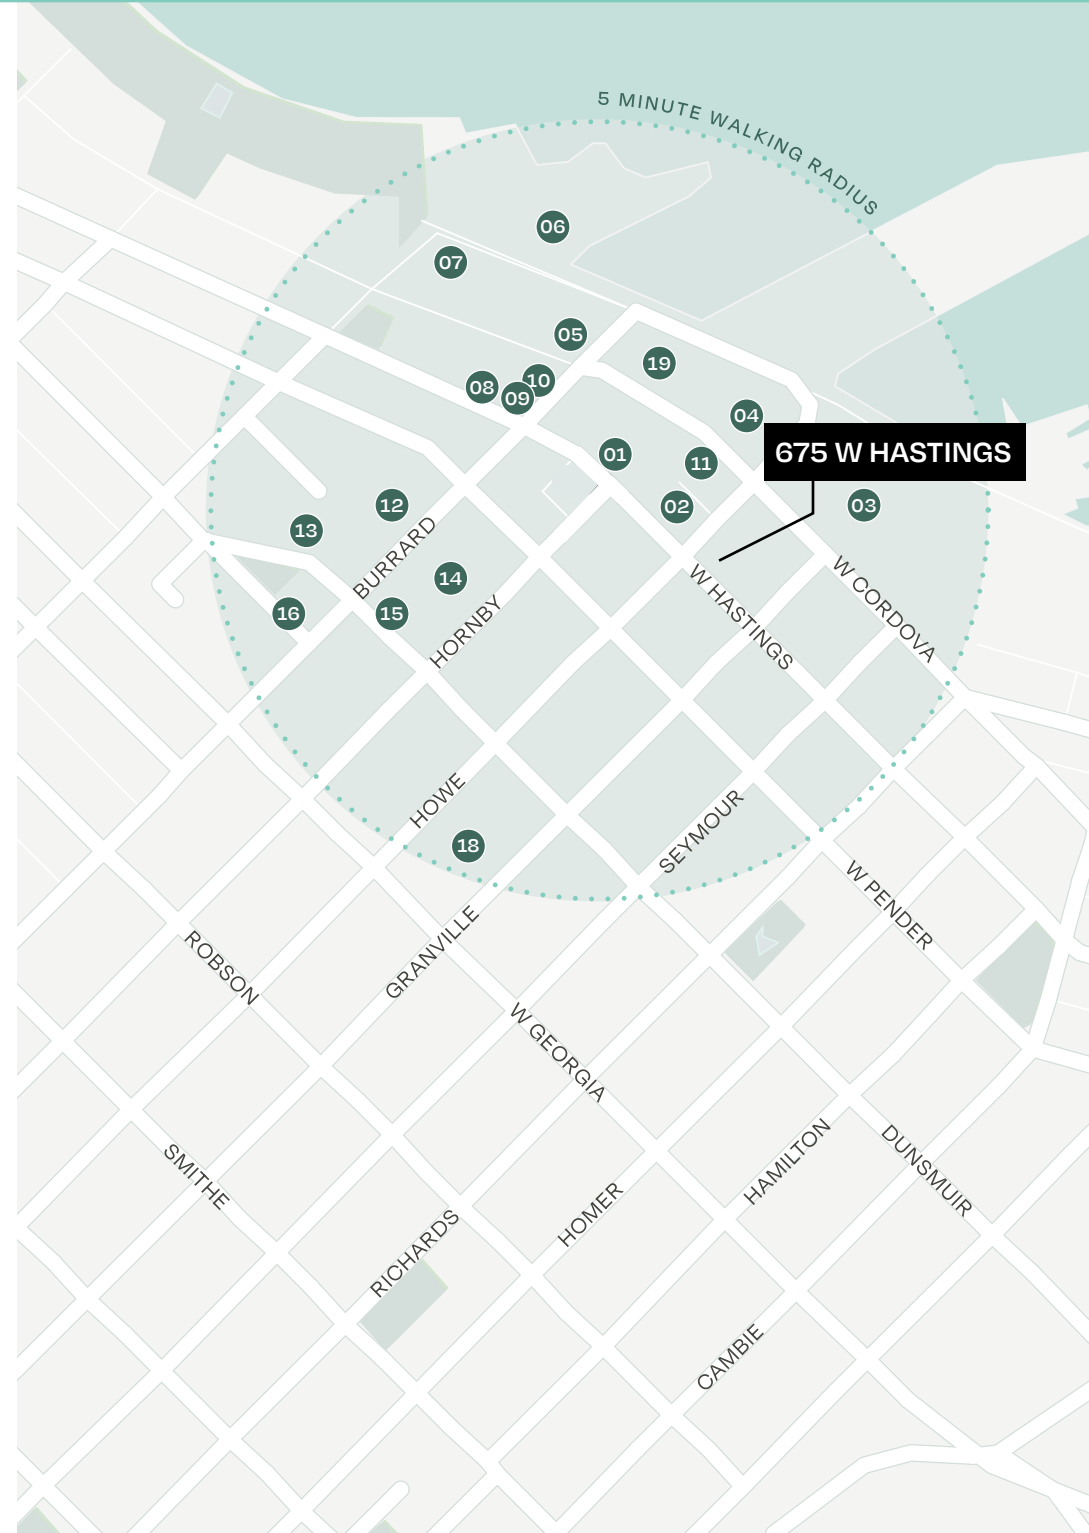 5 MINUTE WALKING RADIUS
06
07
05
19
10
08
09
04
675 W HASTINGS
01
11
12
02
03
13
BURRARD
14
W HASTINGS
W CORDOVA
16
15
HORNBY
HOWE
SEYMOUR
18
W PENDER
GRANVILLE
ROBSON
W GEORGIA
HAMILTON
DUNSMUIR
SMITHE
HOMER
RICHARDS
CAMBIE